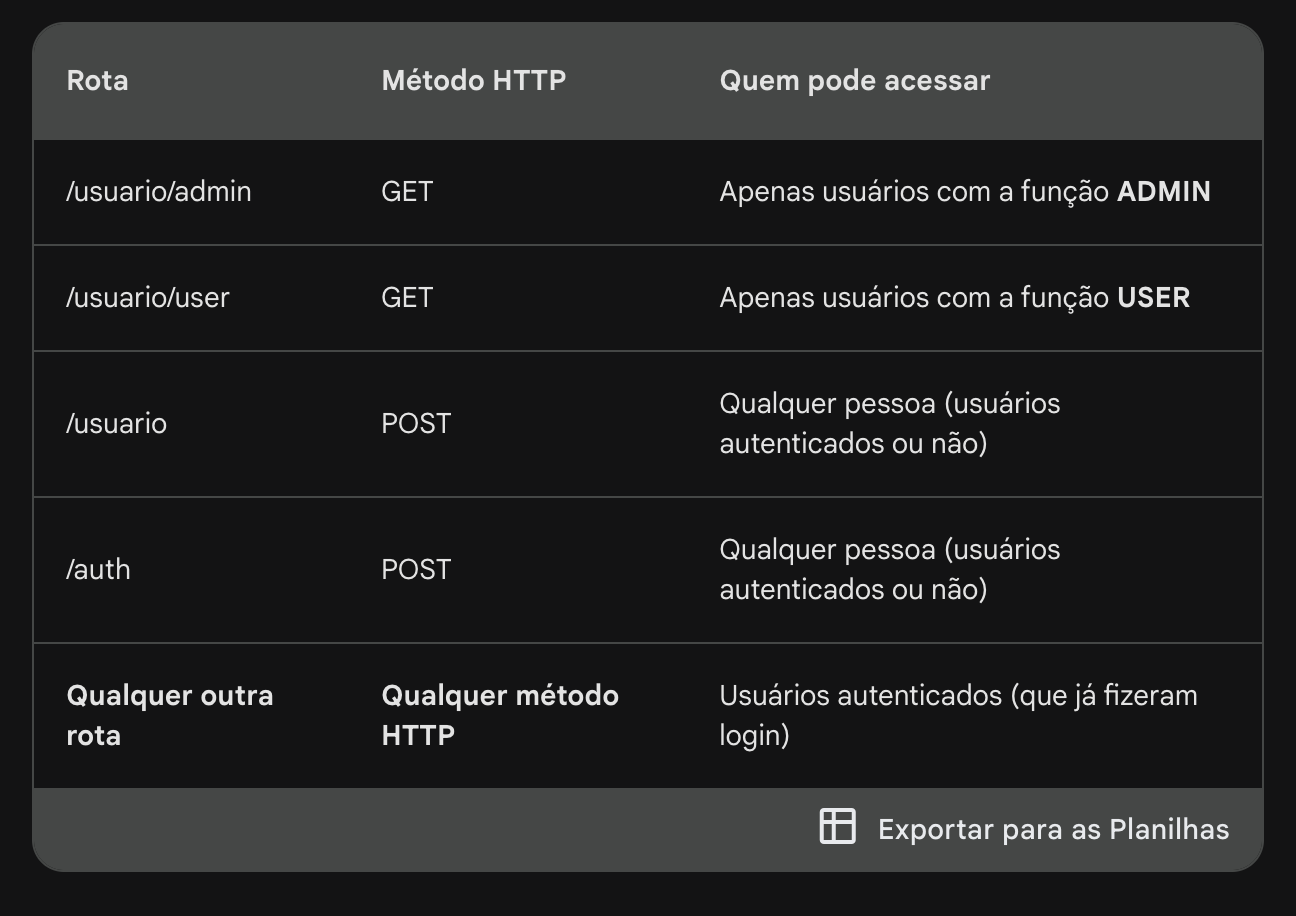 Rota Método HTTP Quem pode acessar
/usuario/admin GET Apenas usuários com a função ADMIN
/usuario/user GET Apenas usuários com a função USER
/usuario POST Qualquer pessoa (usuários
autenticados ou não)
/auth POST Qualquer pessoa (usuários
autenticados ou não)
Qualquer outra
rota
Qualquer método
HTTP
Usuários autenticados (que já fizeram
login)
Exportar para as Planilhas